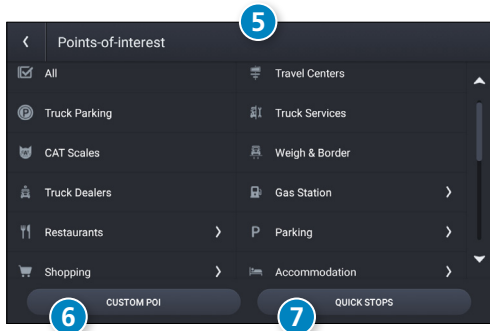 5
Points-of-interest
All
Travel Centers
Truck Parking
Truck Services
CAT Scales
Weigh & Border
Truck Dealers
Gas Station
Restaurants
P Parking
Shopping
Accommodation
CUSTOM POI
QUICK STOPS
6
7